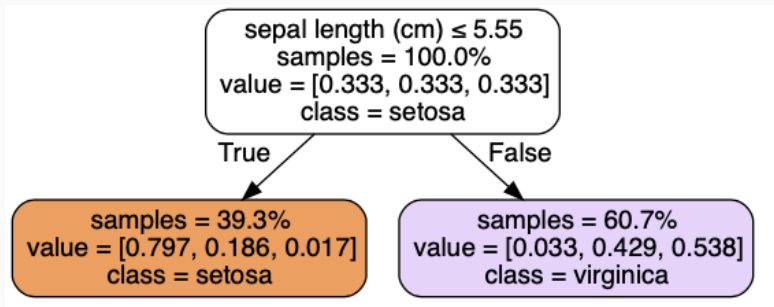 sepal length (cm) ≤ 5.55
samples = 100.0%
value = [0.333, 0.333, 0.333]
class = setosa
True
False
samples = 39.3%
value = [0.797, 0.186, 0.017]
class = setosa
samples = 60.7%
value = [0.033, 0.429, 0.538]
class = virginica